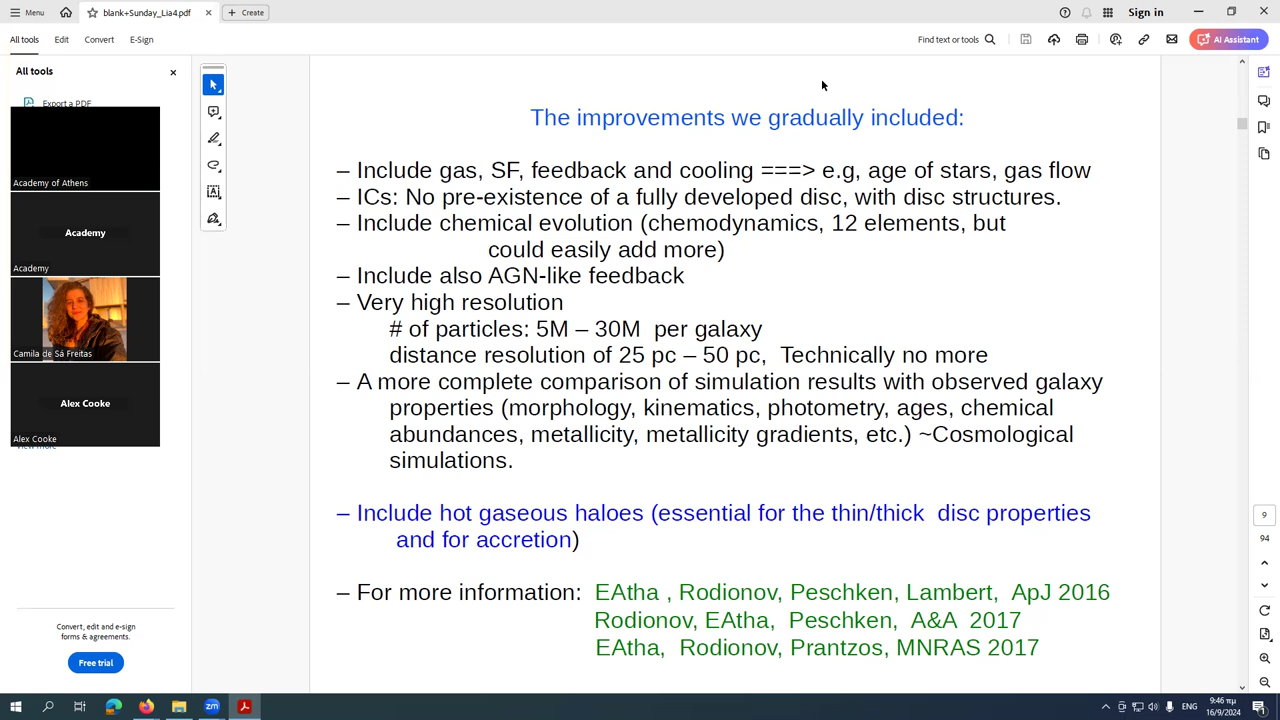 Menu
blank+Sunday_Lia4.pdf
Create
Sign in
All tools
Edit
Convert
E-Sign
Find text or tools
AI Assistant
All tools
Export a PDF
Academy of Athens
Academy
Academy
Camila de Sá Freitas
Alex Cooke
Alex Cooke
Convert, edit and e-sign
forms & agreements.
Free trial
The improvements we gradually included:
– Include gas, SF, feedback and cooling ===> e.g, age of stars, gas flow
– ICs: No pre-existence of a fully developed disc, with disc structures.
– Include chemical evolution (chemodynamics, 12 elements, but
could easily add more)
– Include also AGN-like feedback
– Very high resolution
# of particles: 5M – 30M per galaxy
distance resolution of 25 pc – 50 pc, Technically no more
– A more complete comparison of simulation results with observed galaxy
properties (morphology, kinematics, photometry, ages, chemical
abundances, metallicity, metallicity gradients, etc.) ~Cosmological
simulations.
– Include hot gaseous haloes (essential for the thin/thick disc properties
and for accretion)
– For more information: EAtha , Rodionov, Peschken, Lambert, ApJ 2016
Rodionov, EAtha, Peschken, A&A 2017
EAtha, Rodionov, Prantzos, MNRAS 2017
9
94
ENG
9:46 πμ
16/9/2024